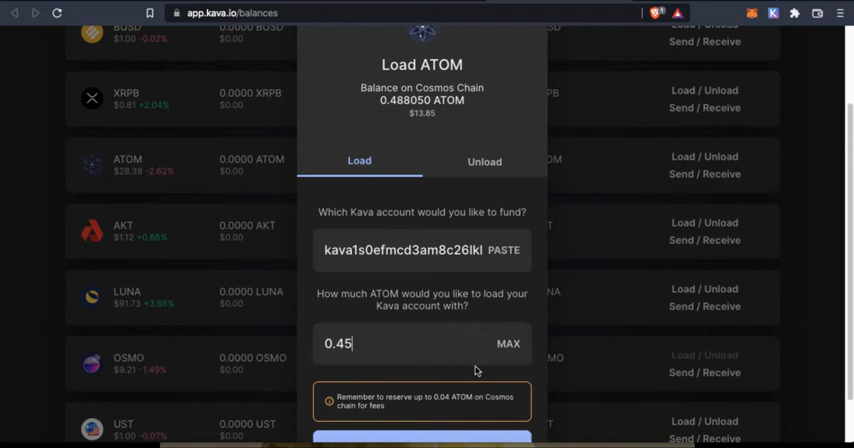 app.kava.io/balances
BUSD
$1.00 -0.02%
$0.00
Send / Receive
Load ATOM
Balance on Cosmos Chain
0.488050 ATOM
$13.85
XRPB
$0.81 +2.04%
0.0000 XRPB
$0.00
Load / Unload
Send / Receive
ATOM
$28.38 -2.62%
0.0000 ATOM
$0.00
Load / Unload
Send / Receive
Load
Unload
Which Kava account would you like to fund?
kava1s0efmcd3am8c26lkl PASTE
AKT
$1.12 +0.66%
0.0000 AKT
$0.00
Load / Unload
Send / Receive
How much ATOM would you like to load your
Kava account with?
LUNA
$91.73 +3.86%
0.0000 LUNA
$0.00
Load / Unload
Send / Receive
0.45 MAX
OSMO
$9.21 -1.49%
0.0000 OSMO
$0.00
Load / Unload
Send / Receive
Remember to reserve up to 0.04 ATOM on Cosmos
chain for fees
UST
$1.00 -0.07%
0.0000 UST
$0.00
Load / Unload
Send / Receive